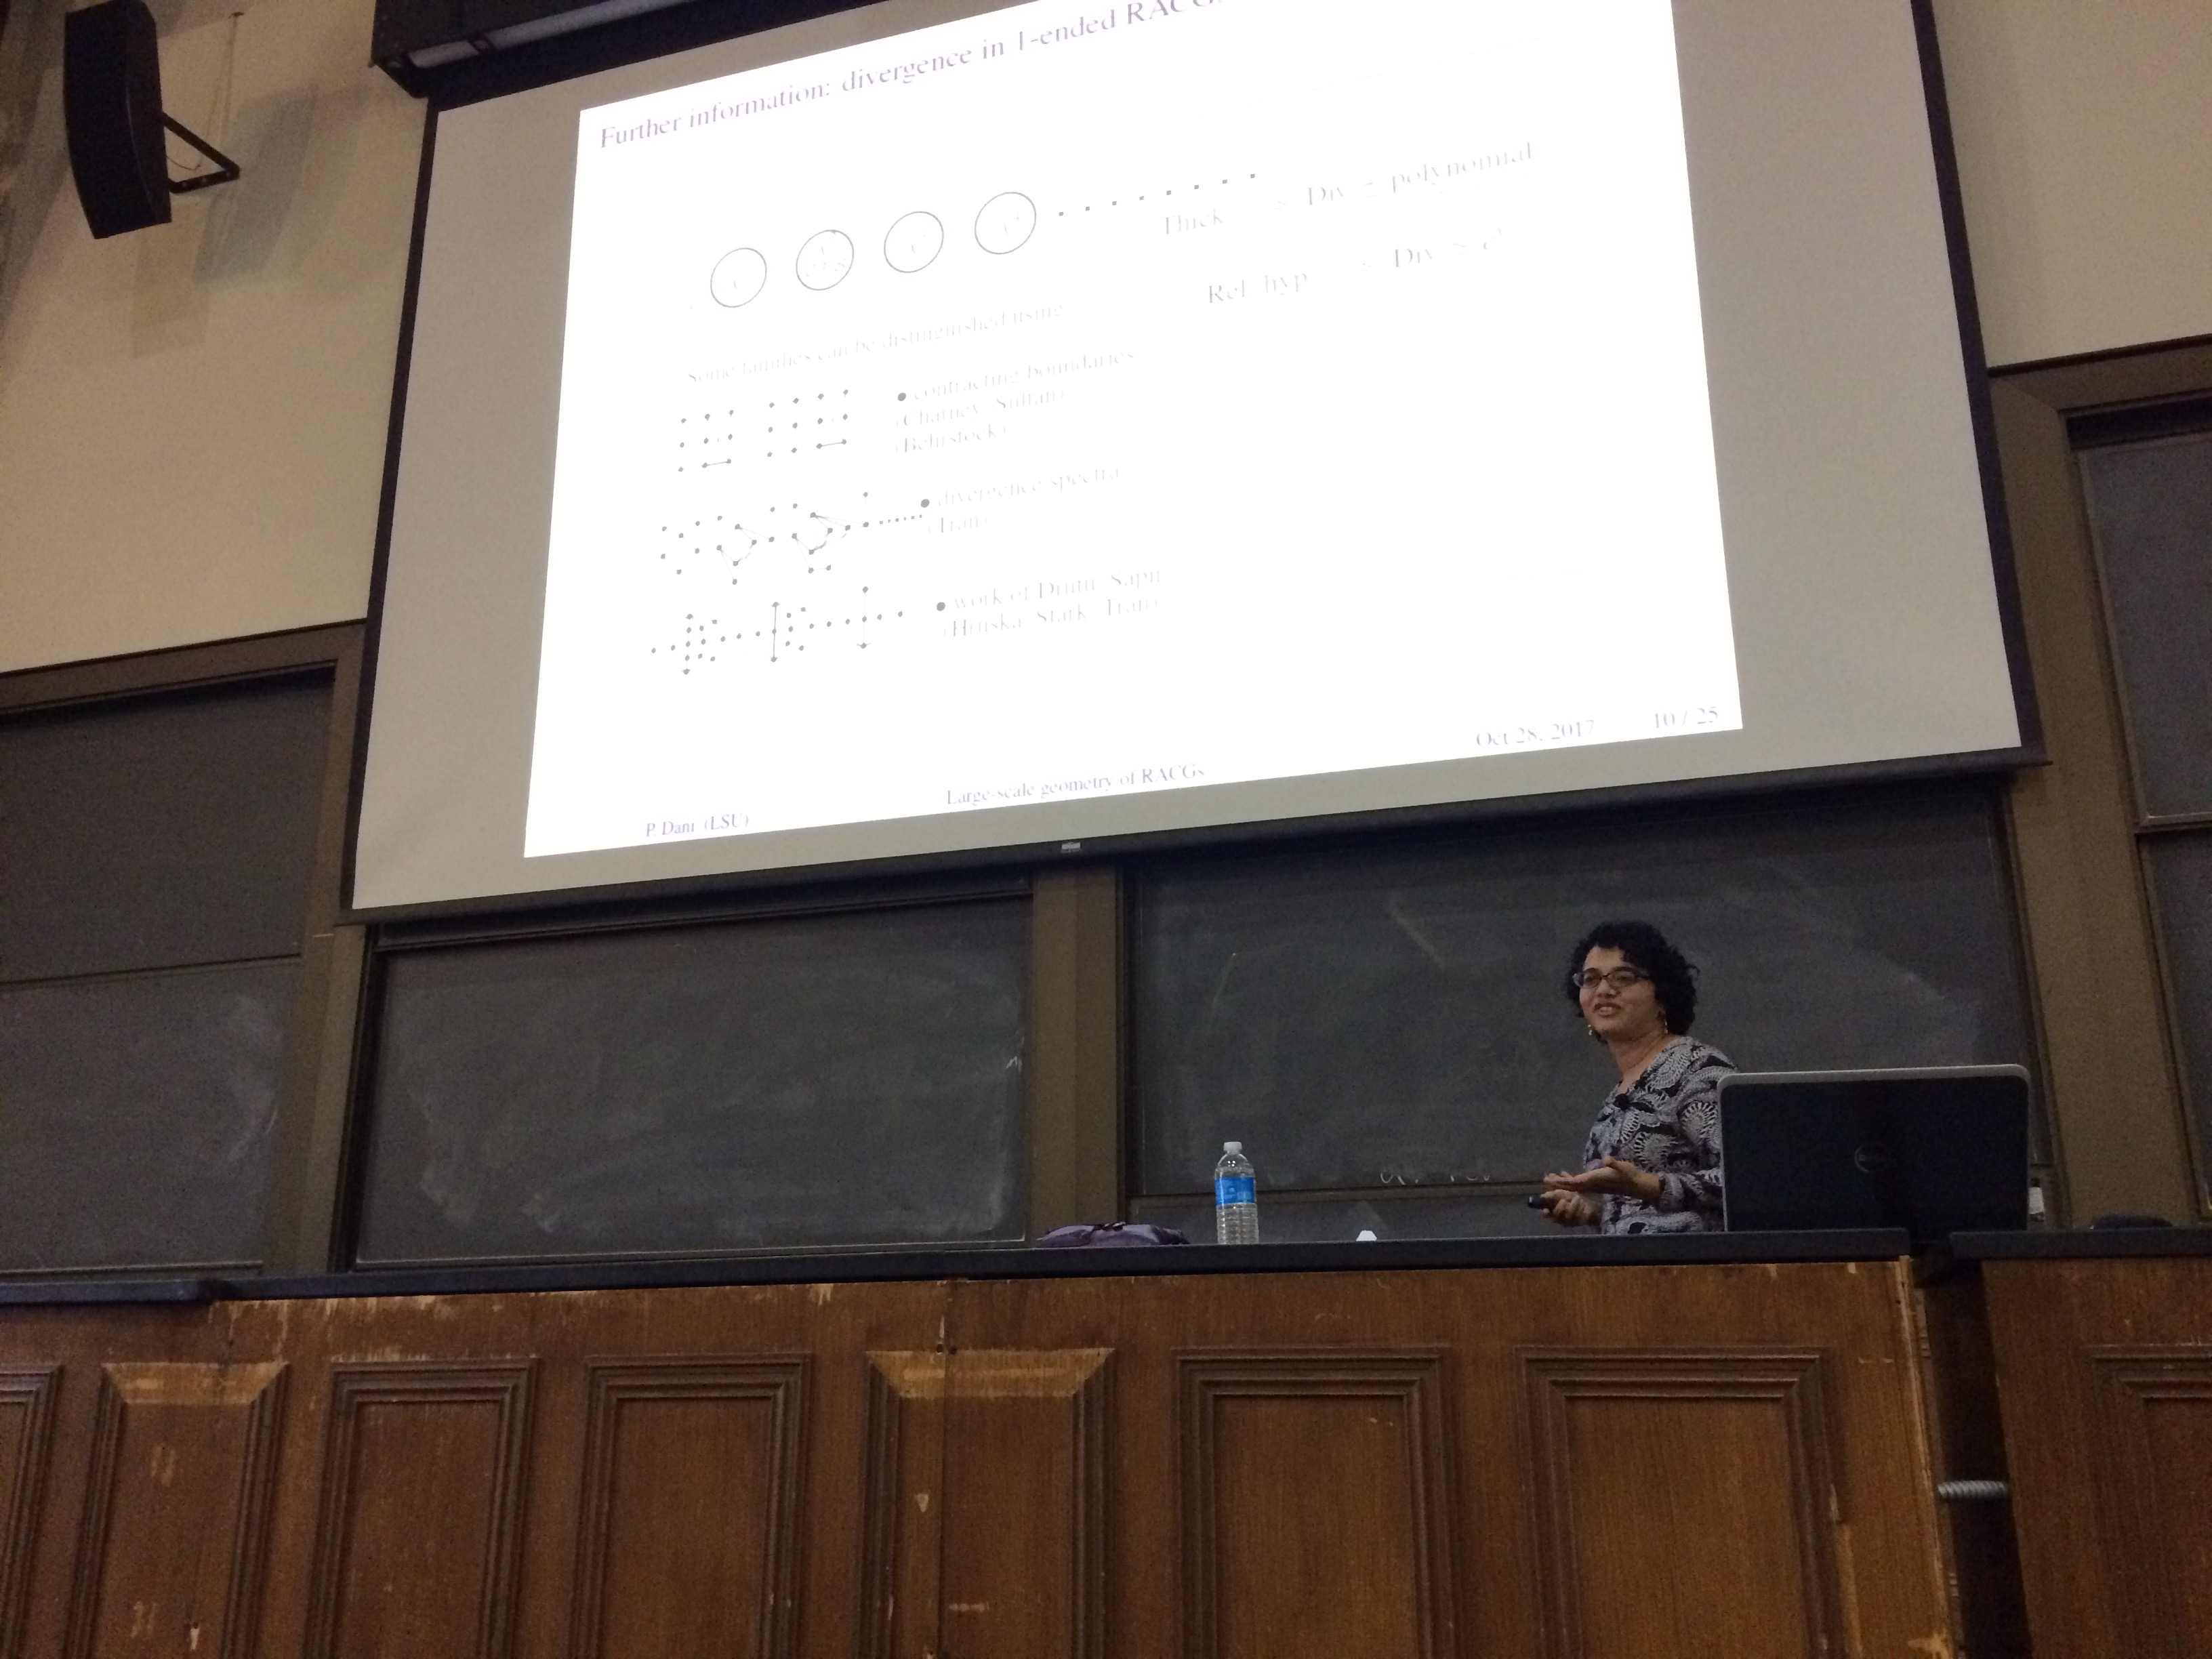 Further information: divergence in 1-ended RACGs
Thick Div polynomial
Rel hyp Div
Some families can be distinguished using
• contracting boundaries
(Charney Sultan)
(Behrstock)
• divergence spectra
(Tran)
• work of Drutu Sapir
(Hruska Stark Tran)
P. Dani (LSU)
Large-scale geometry of RACGs
Oct 28, 2017
10 / 25